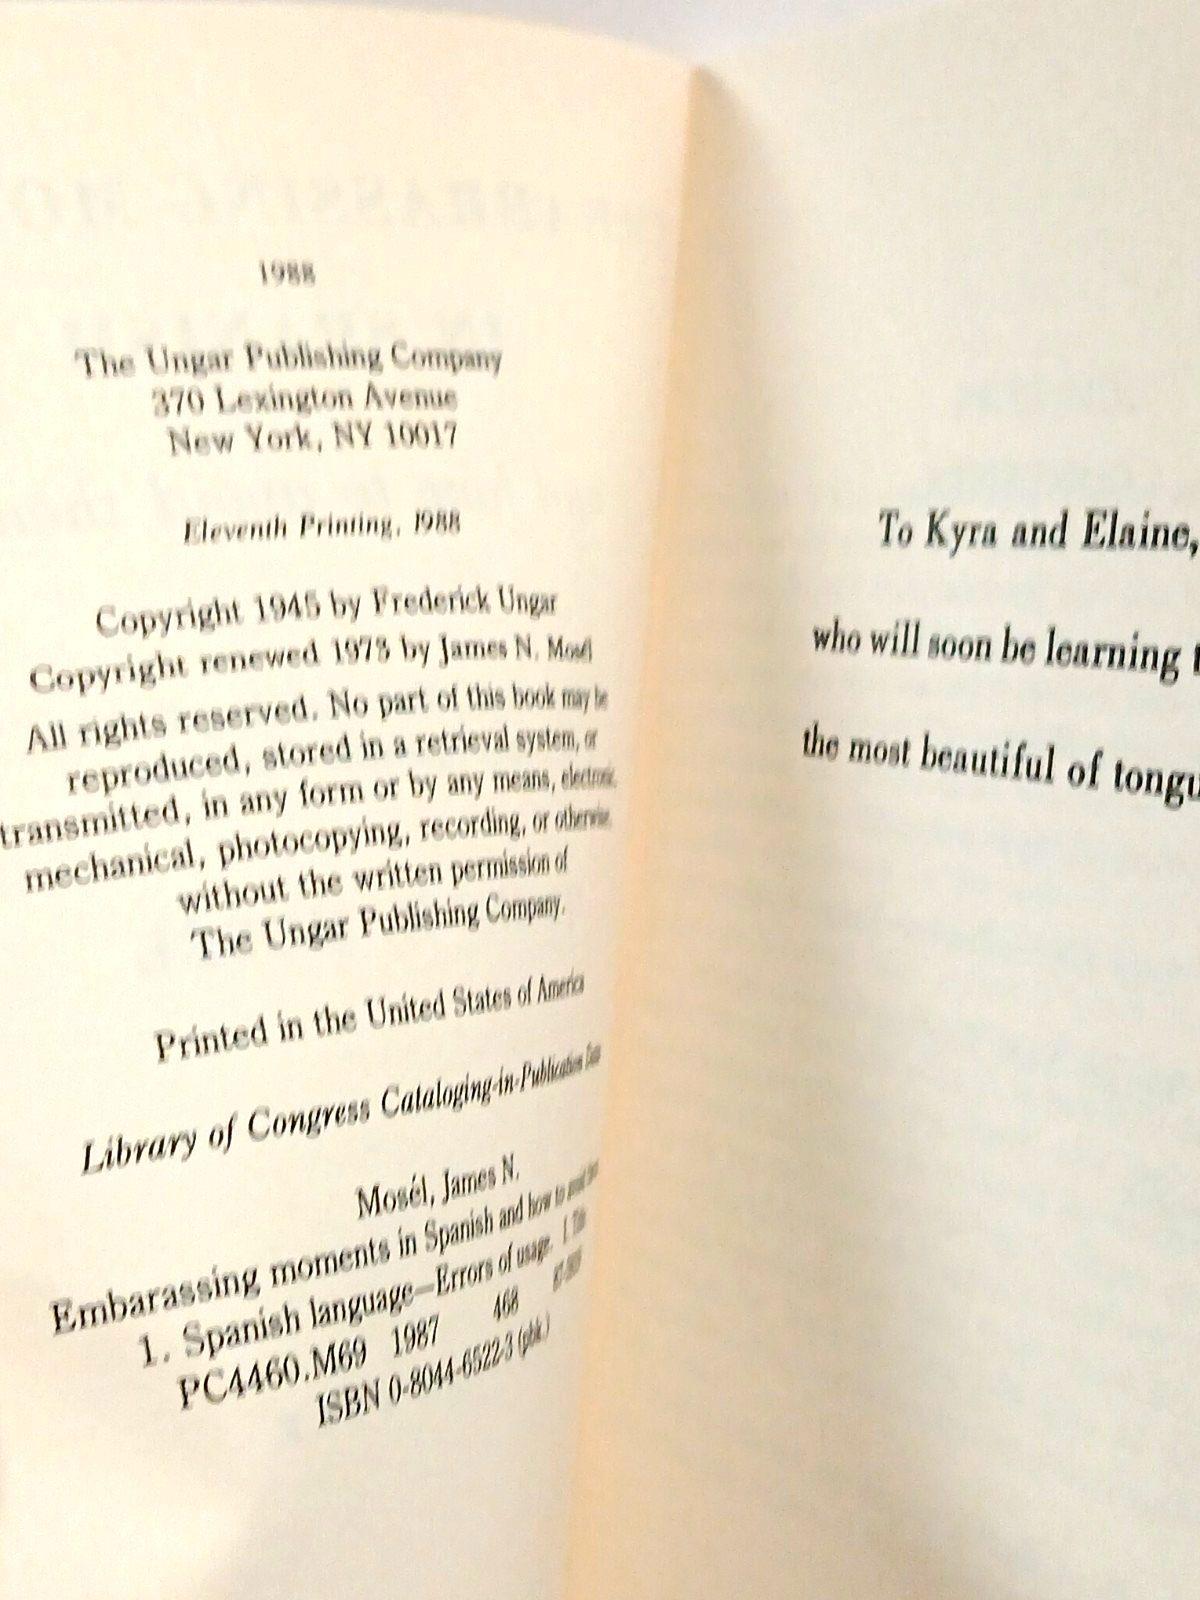 1988
The Ungar Publishing Company
370 Lexington Avenue
New York, NY 10017
Eleventh Printing, 1988
Copyright 1945 by Frederick Ungar
Copyright renewed 1973 by James N. Mosél
All rights reserved. No part of this book may be
reproduced, stored in a retrieval system, or
transmitted, in any form or by any means, electronic,
mechanical, photocopying, recording, or otherwise,
without the written permission of
The Ungar Publishing Company.
Printed in the United States of America
Library of Congress Cataloging-in-Publication Data
Mosél, James N.
Embarassing moments in Spanish and how to
1. Spanish language—Errors of usage. I.
PC4460.M69 1987 468
ISBN 0-8044-6522-3 (pbk.)
To Kyra and Elaine,
who will soon be learning
the most beautiful of